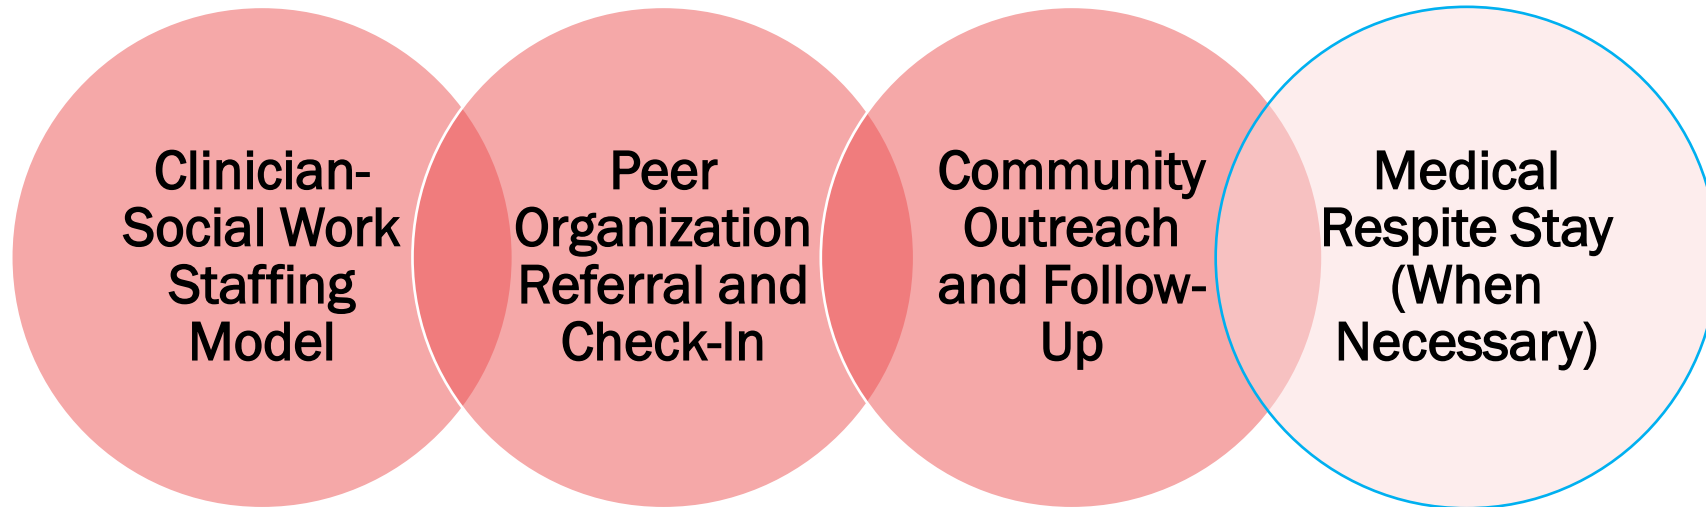 Clinician-
Social Work
Staffing
Model
Peer
Organization
Referral and
Check-In
Community
Outreach
and Follow-
Up
Medical
Respite Stay
(When
Necessary)